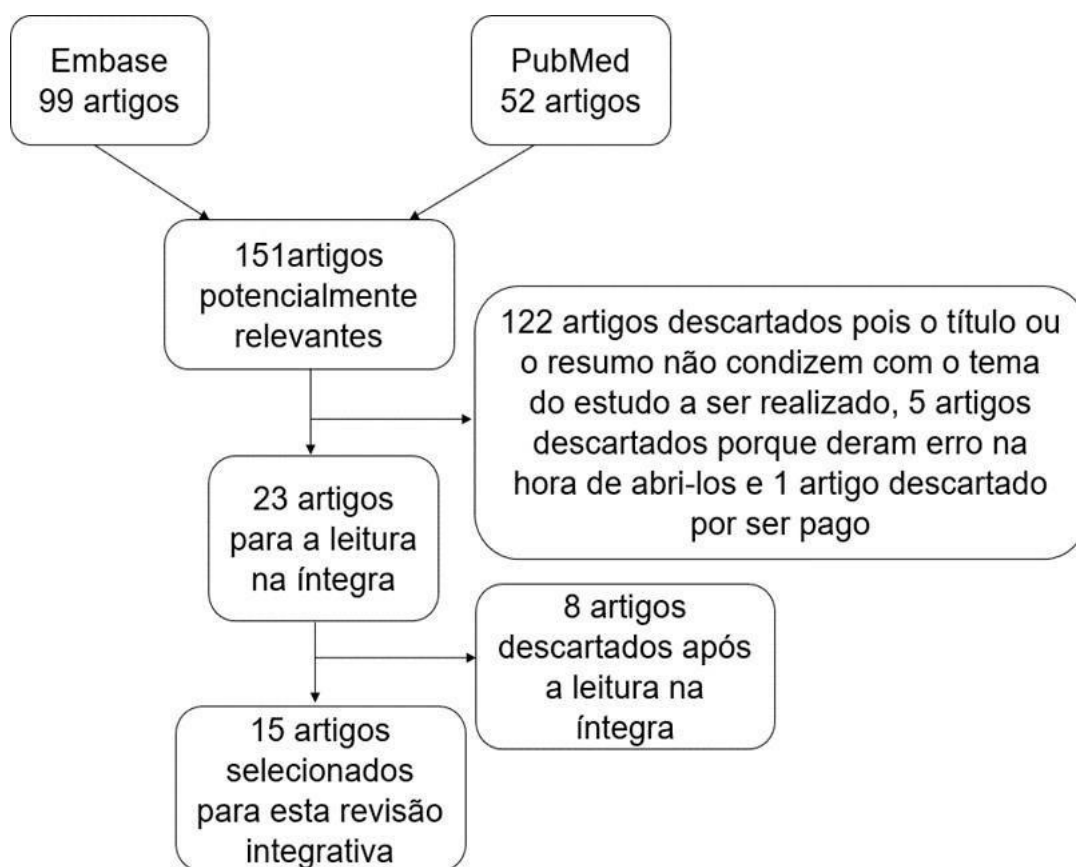 Embase
99 artigos
PubMed
52 artigos
151artigos
potencialmente
relevantes
122 artigos descartados pois o título ou
o resumo não condizem com o tema
do estudo a ser realizado, 5 artigos
descartados porque deram erro na
hora de abri-los e 1 artigo descartado
por ser pago
23 artigos
para a leitura
na íntegra
8 artigos
descartados após
a leitura na
íntegra
15 artigos
selecionados
para esta revisão
integrativa